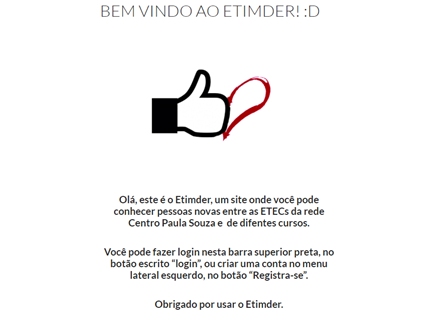 BEM VINDO AO ETIMDER! :D
Olá, este é o Etimder, um site onde você pode
conhecer pessoas novas entre as ETECs da rede
Centro Paula Souza e de difentes cursos.
Você pode fazer login nesta barra superior preta, no
botão escrito “login”, ou criar uma conta no menu
lateral esquerdo, no botão “Registra-se”.
Obrigado por usar o Etimder.